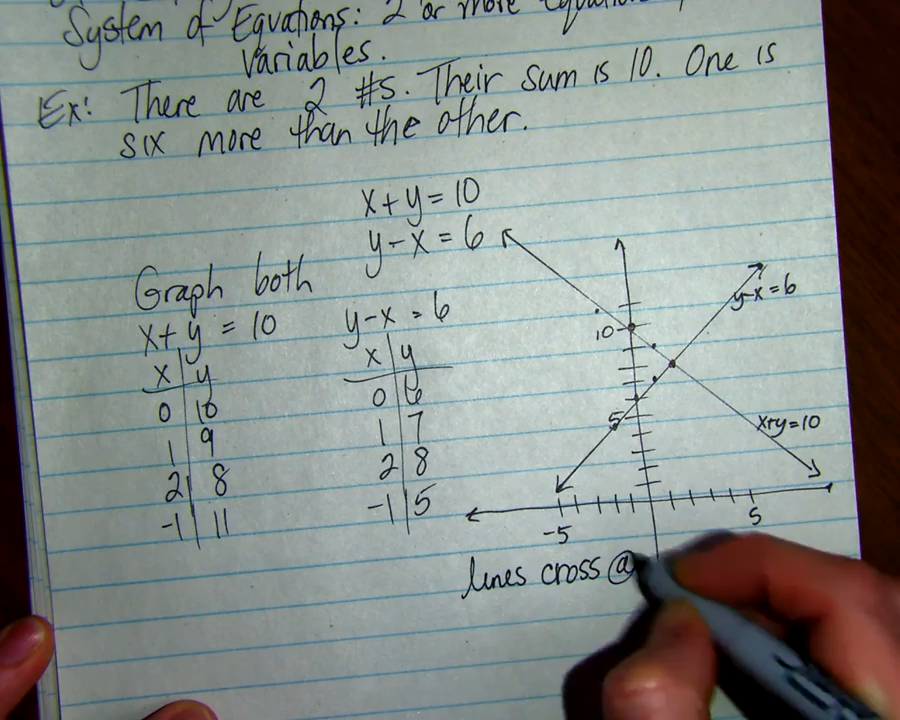 System of Equations: 2 or more
variables.
Ex: There are 2 #s. Their sum is 10. One is
six more than the other.
x + y = 10
y - x = 6
Graph both
x + y = 10
x y
0 10
1 9
2 8
-1 11
y - x = 6
x y
0 6
1 7
2 8
-1 5
10
5
y - x = 6
x + y = 10
-5
5
lines cross @